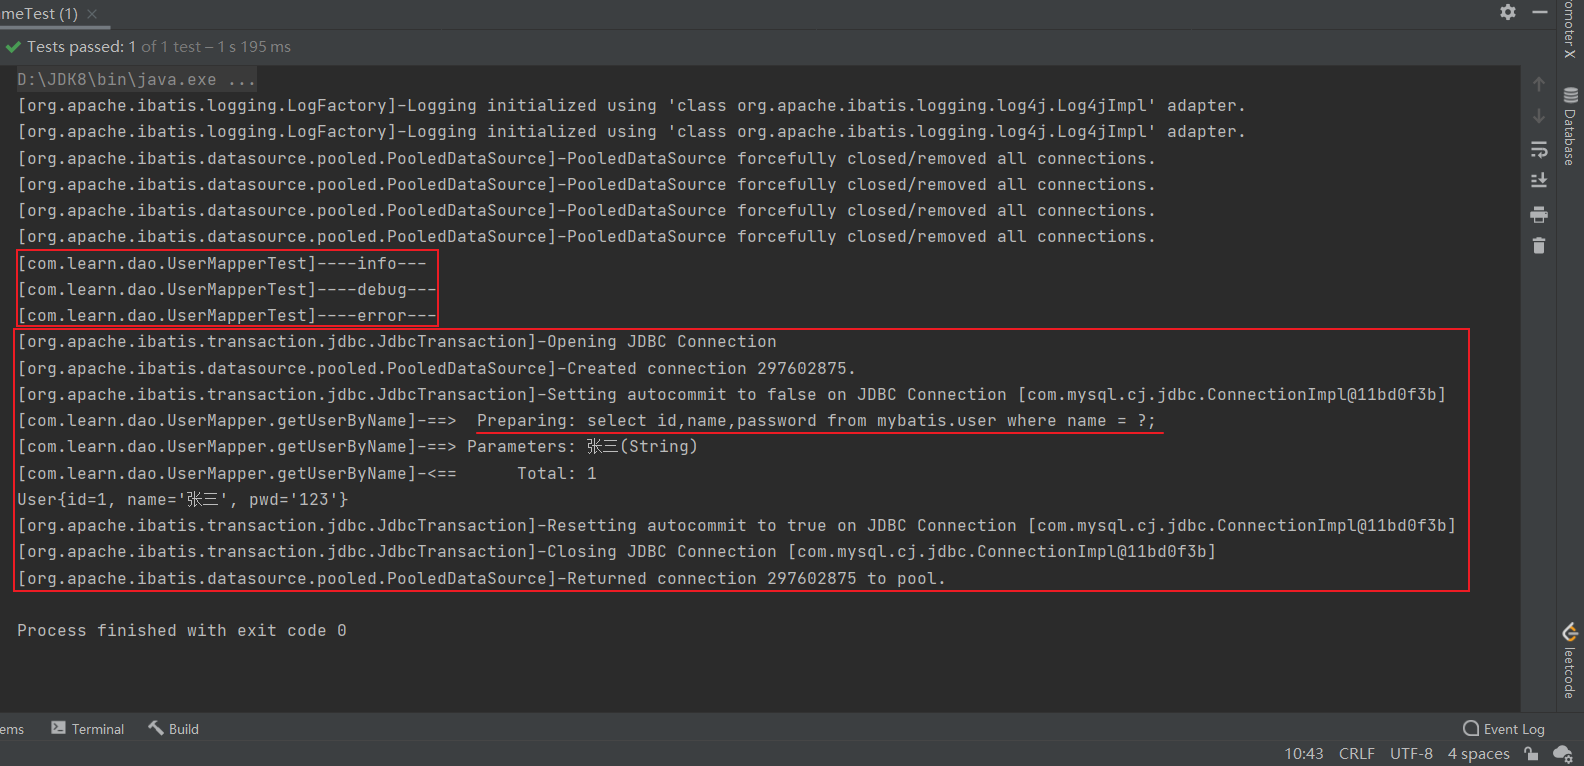 meTest (1)
Tests passed: 1 of 1 test – 1 s 195 ms
D:\JDK8\bin\java.exe ...
[org.apache.ibatis.logging.LogFactory]-Logging initialized using 'class org.apache.ibatis.logging.log4j.Log4jImpl' adapter.
[org.apache.ibatis.logging.LogFactory]-Logging initialized using 'class org.apache.ibatis.logging.log4j.Log4jImpl' adapter.
[org.apache.ibatis.datasource.pooled.PooledDataSource]-PooledDataSource forcefully closed/removed all connections.
[org.apache.ibatis.datasource.pooled.PooledDataSource]-PooledDataSource forcefully closed/removed all connections.
[org.apache.ibatis.datasource.pooled.PooledDataSource]-PooledDataSource forcefully closed/removed all connections.
[org.apache.ibatis.datasource.pooled.PooledDataSource]-PooledDataSource forcefully closed/removed all connections.
[com.learn.dao.UserMapperTest]----info---
[com.learn.dao.UserMapperTest]----debug---
[com.learn.dao.UserMapperTest]----error---
[org.apache.ibatis.transaction.jdbc.JdbcTransaction]-Opening JDBC Connection
[org.apache.ibatis.datasource.pooled.PooledDataSource]-Created connection 297602875.
[org.apache.ibatis.transaction.jdbc.JdbcTransaction]-Setting autocommit to false on JDBC Connection [com.mysql.cj.jdbc.ConnectionImpl@11bd0f3b]
[com.learn.dao.UserMapper.getUserByName]-==>  Preparing: select id,name,password from mybatis.user where name = ?;
[com.learn.dao.UserMapper.getUserByName]-==> Parameters: 张三(String)
[com.learn.dao.UserMapper.getUserByName]-<==      Total: 1
User{id=1, name='张三', pwd='123'}
[org.apache.ibatis.transaction.jdbc.JdbcTransaction]-Resetting autocommit to true on JDBC Connection [com.mysql.cj.jdbc.ConnectionImpl@11bd0f3b]
[org.apache.ibatis.transaction.jdbc.JdbcTransaction]-Closing JDBC Connection [com.mysql.cj.jdbc.ConnectionImpl@11bd0f3b]
[org.apache.ibatis.datasource.pooled.PooledDataSource]-Returned connection 297602875 to pool.
Process finished with exit code 0
omoter X
Database
leetcode
ems
Terminal
Build
Event Log
10:43
CRLF
UTF-8
4 spaces